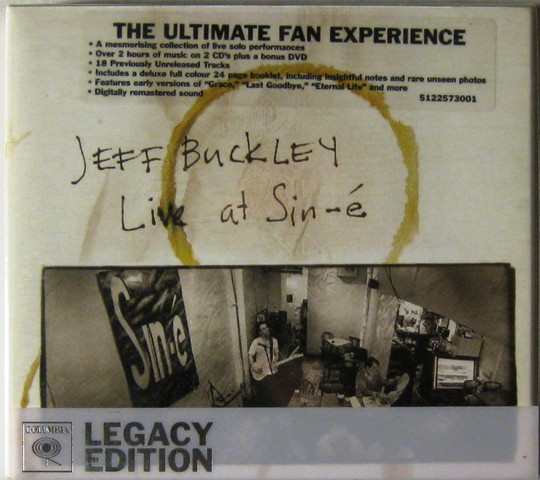 THE ULTIMATE FAN EXPERIENCE
• A mesmerising collection of live solo performances
• Over 2 hours of music on 2 CD's plus a bonus DVD
• 18 Previously Unreleased Tracks
• Includes a deluxe full colour 24 page booklet, including insightful notes and rare unseen photos
• Features early versions of "Grace," "Last Goodbye," "Eternal Life" and more
• Digitally remastered sound
5122573001
JEFF BUCKLEY
Live at Sin-é
Sin-é
COLUMBIA
LEGACY
EDITION